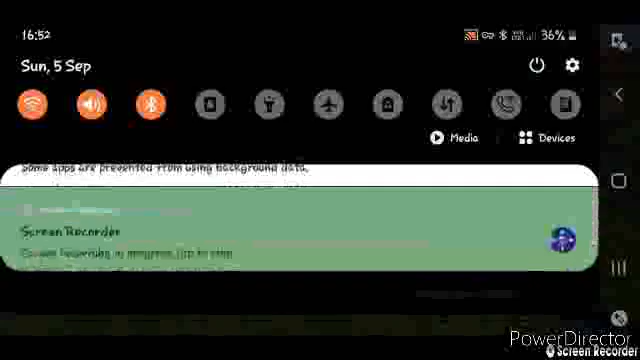 16:52
36%
Sun, 5 Sep
Media
Devices
Some apps are prevented from using background data.
Screen Recorder
PowerDirector
Screen Recorder